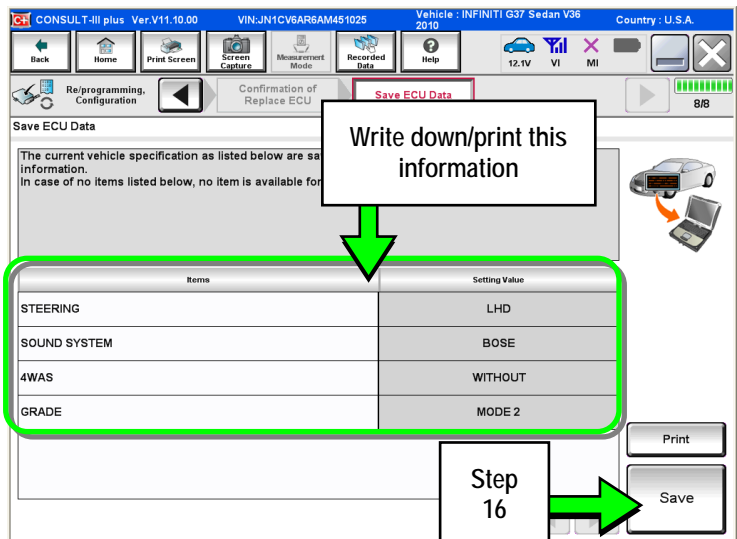 CONSULT-III plus Ver.V11.10.00 VIN:JN1CV6AR6AM451025 Vehicle : INFINITI G37 Sedan V36 2010 Country : U.S.A.
Back
Home
Print Screen
Screen Capture
Measurement Mode
Recorded Data
Help
12.1V VI MI
Re/programming, Configuration
Confirmation of Replace ECU
Save ECU Data
8/8
Save ECU Data
Write down/print this
information
The current vehicle specification as listed below are sa
information.
In case of no items listed below, no item is available for
Items Setting Value
STEERING LHD
SOUND SYSTEM BOSE
4WAS WITHOUT
GRADE MODE 2
Print
Step
16
Save